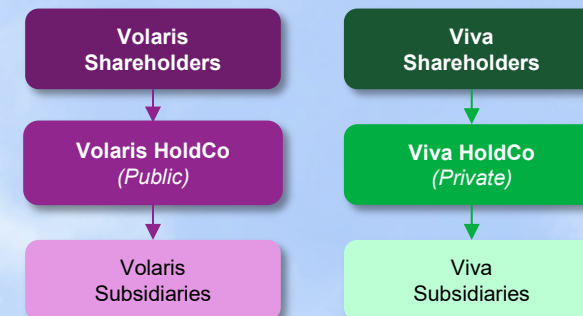 Volaris
Shareholders
Viva
Shareholders
Volaris HoldCo
(Public)
Viva HoldCo
(Private)
Volaris
Subsidiaries
Viva
Subsidiaries